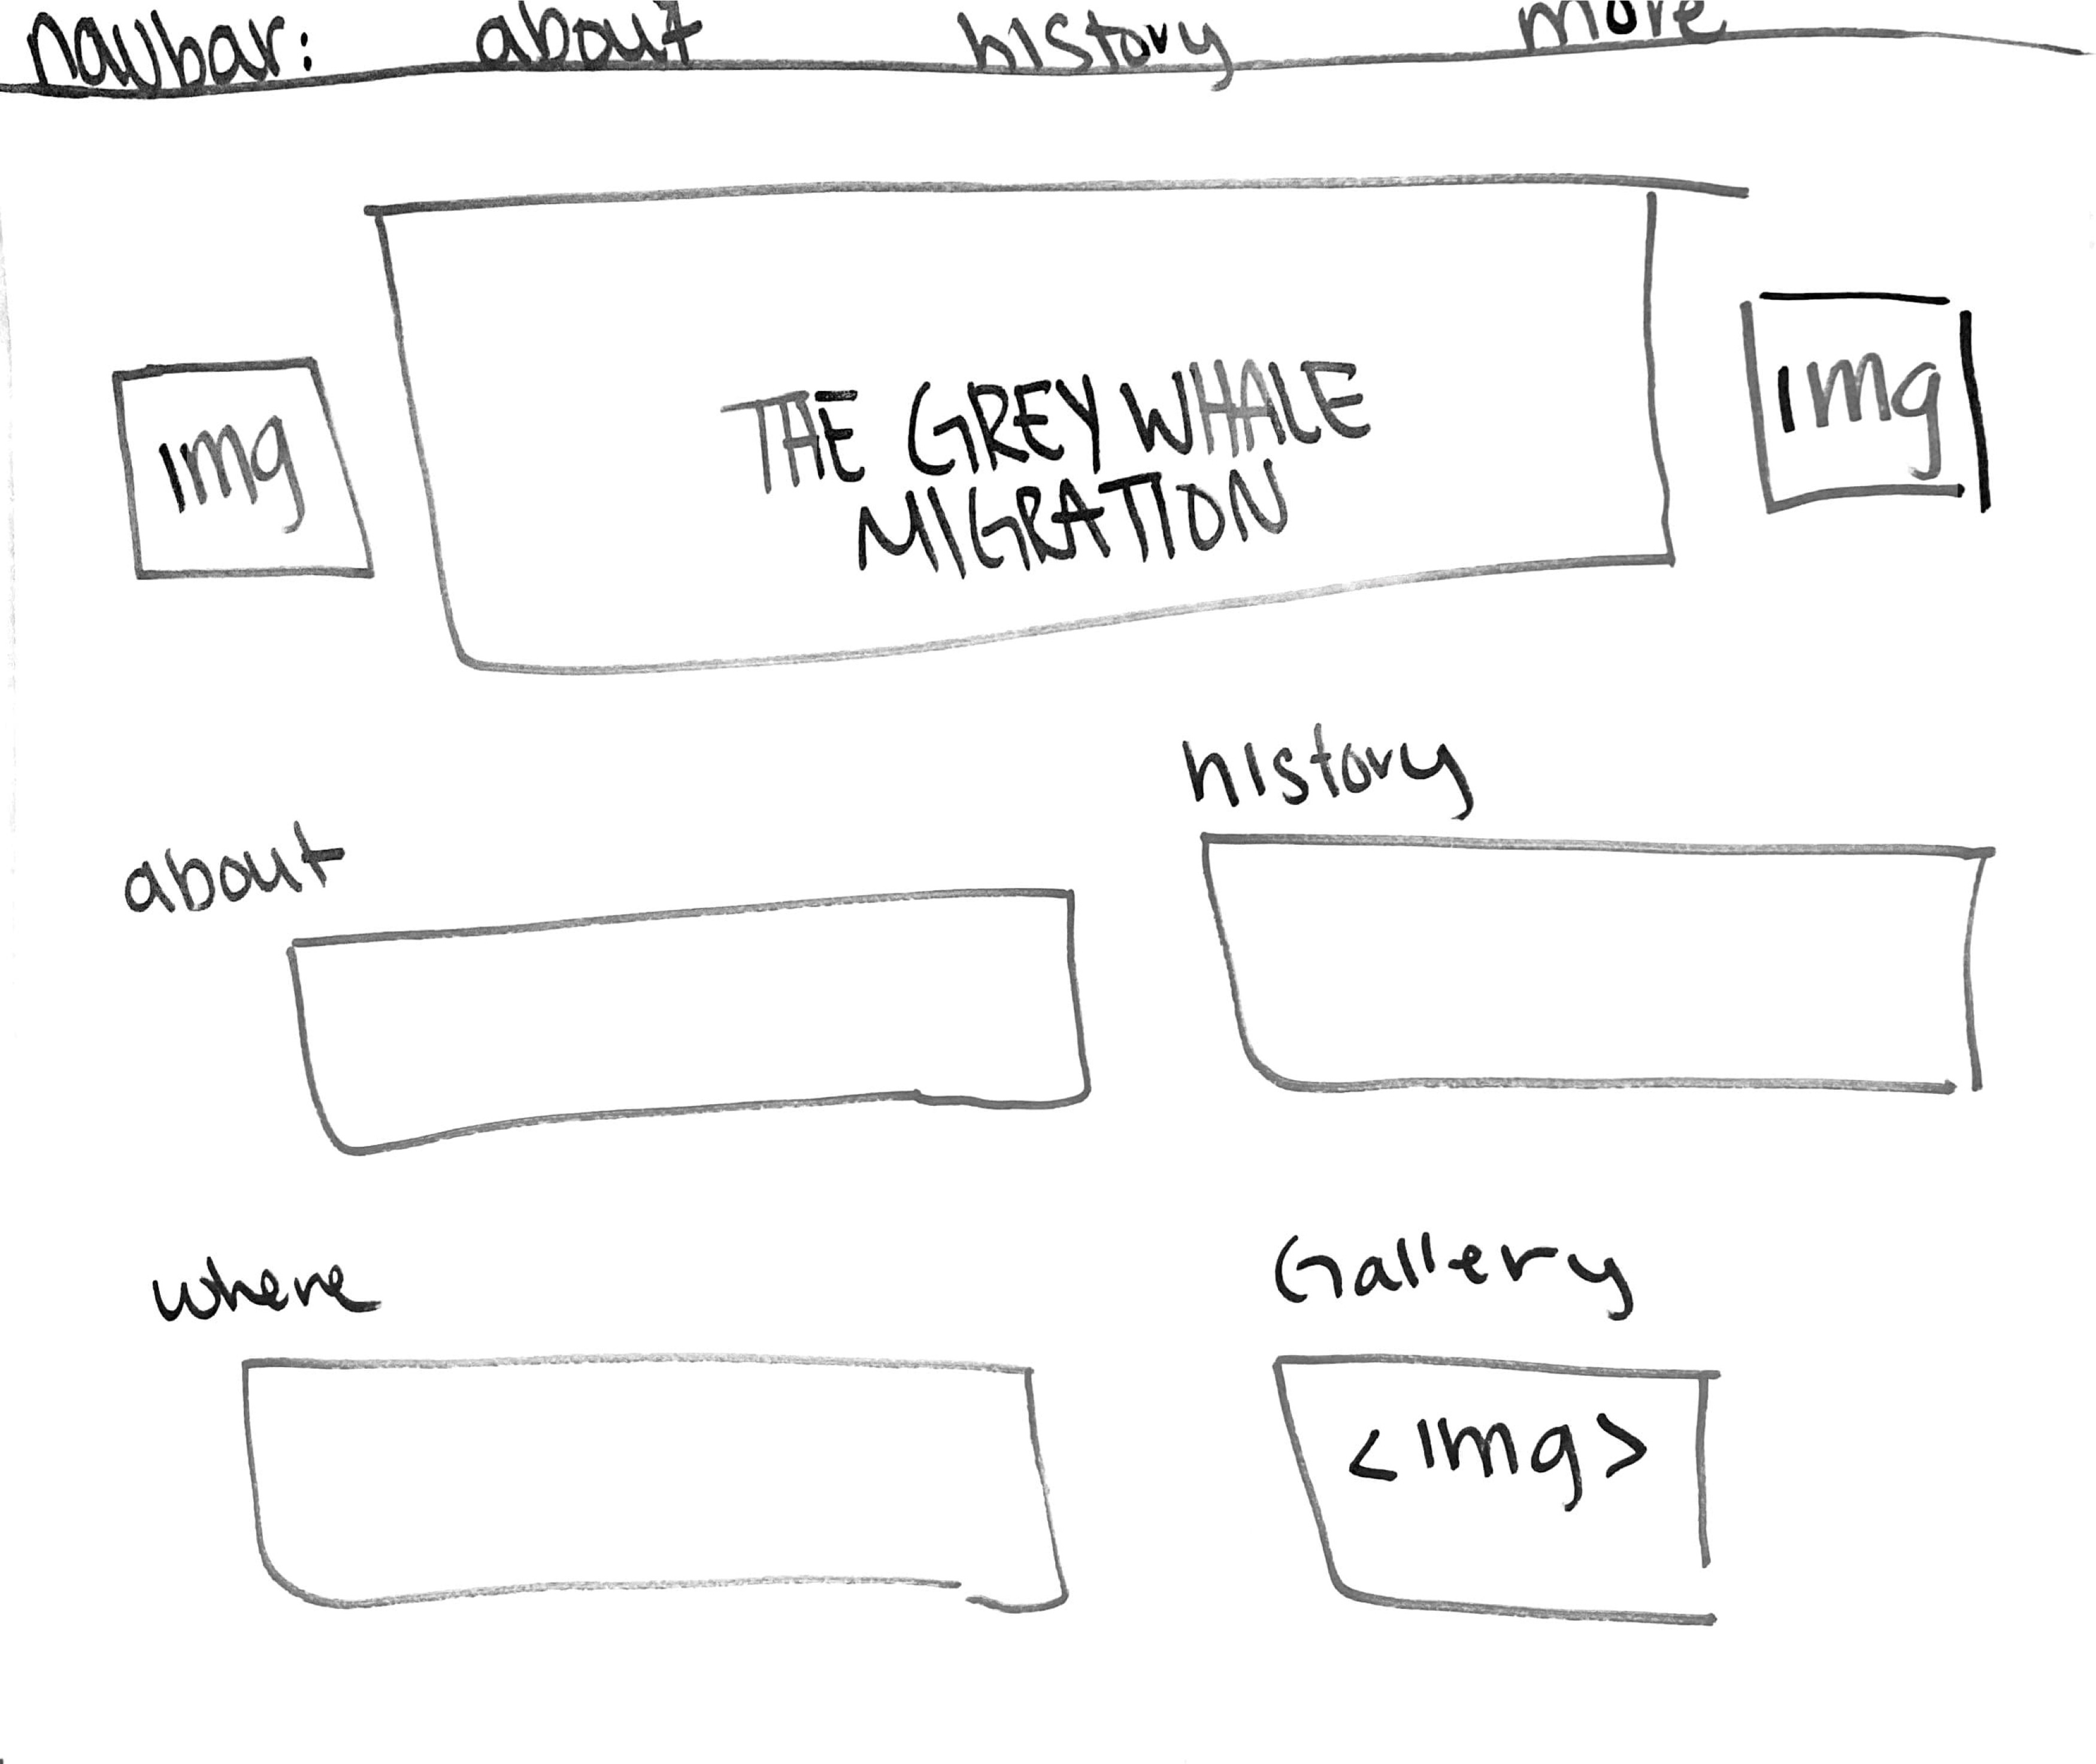 navbar: about history more
img
THE GREY WHALE
MIGRATION
img
about
history
where
Gallery
<img>